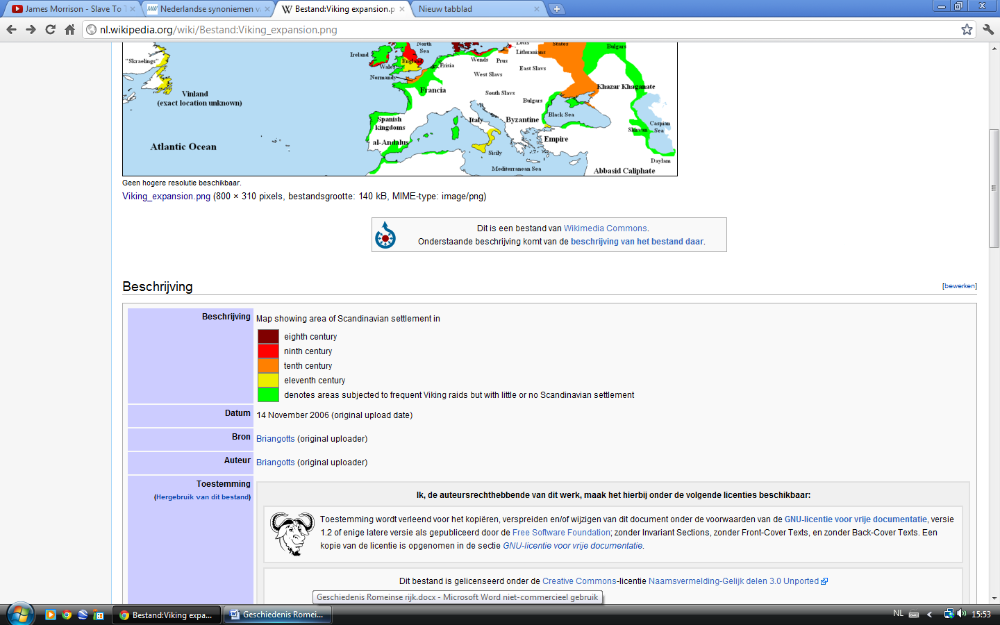 James Morrison - Slave To T
Nederlandse synoniemen va
Bestand:Viking expansion.p
Nieuw tabblad
nl.wikipedia.org/wiki/Bestand:Viking_expansion.png
"Skraelings"
Vinland
(exact location unknown)
Atlantic Ocean
Ireland
North
Sea
Wales
England
Normandy
Frisia
Francia
Wends
Prus
Letts
Lithuanians
States
Bulgars
West Slavs
East Slavs
South Slavs
Khazar Khaganate
Bulgars
Black Sea
Spanish
kingdoms
Italy
Byzantine
Empire
Caspian
Sea
Shirvan
al-Andalus
Sicily
Daylam
Mediterranean Sea
Abbasid Caliphate
Geen hogere resolutie beschikbaar.
Viking_expansion.png (800 × 310 pixels, bestandsgrootte: 140 kB, MIME-type: image/png)
Dit is een bestand van Wikimedia Commons.
Onderstaande beschrijving komt van de beschrijving van het bestand daar.
Beschrijving
[bewerken]
Beschrijving
Map showing area of Scandinavian settlement in
eighth century
ninth century
tenth century
eleventh century
denotes areas subjected to frequent Viking raids but with little or no Scandinavian settlement
Datum
14 November 2006 (original upload date)
Bron
Briangotts (original uploader)
Auteur
Briangotts (original uploader)
Toestemming
(Hergebruik van dit bestand)
Ik, de auteursrechthebbende van dit werk, maak het hierbij onder de volgende licenties beschikbaar:
Toestemming wordt verleend voor het kopiëren, verspreiden en/of wijzigen van dit document onder de voorwaarden van de GNU-licentie voor vrije documentatie, versie
1.2 of enige latere versie als gepubliceerd door de Free Software Foundation; zonder Invariant Sections, zonder Front-Cover Texts, en zonder Back-Cover Texts. Een
kopie van de licentie is opgenomen in de sectie GNU-licentie voor vrije documentatie.
Dit bestand is gelicenseerd onder de Creative Commons-licentie Naamsvermelding-Gelijk delen 3.0 Unported
Geschiedenis Romeinse rijk.docx - Microsoft Word niet-commercieel gebruik
Bestand:Viking expa...
Geschiedenis Romei...
NL
15:53